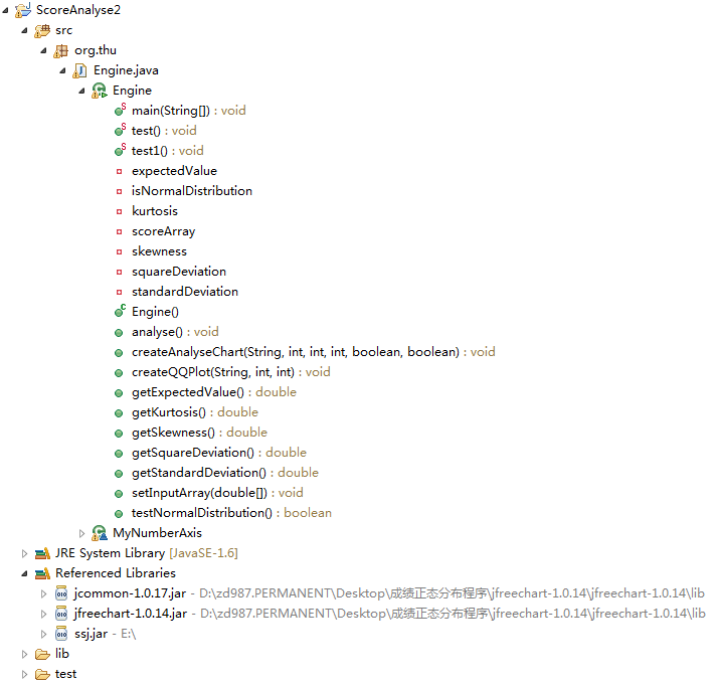 ScoreAnalyse2
src
org.thu
Engine.java
Engine
main(String[]) : void
test() : void
test1() : void
expectedValue
isNormalDistribution
kurtosis
scoreArray
skewness
squareDeviation
standardDeviation
Engine()
analyse() : void
createAnalyseChart(String, int, int, int, boolean, boolean) : void
createQQPlot(String, int, int) : void
getExpectedValue() : double
getKurtosis() : double
getSkewness() : double
getSquareDeviation() : double
getStandardDeviation() : double
setInputArray(double[]) : void
testNormalDistribution() : boolean
MyNumberAxis
JRE System Library [JavaSE-1.6]
Referenced Libraries
jcommon-1.0.17.jar - D:\zd987.PERMANENT\Desktop\成绩正态分布程序\jfreechart-1.0.14\jfreechart-1.0.14\lib
jfreechart-1.0.14.jar - D:\zd987.PERMANENT\Desktop\成绩正态分布程序\jfreechart-1.0.14\jfreechart-1.0.14\lib
ssj.jar - E:\
lib
test